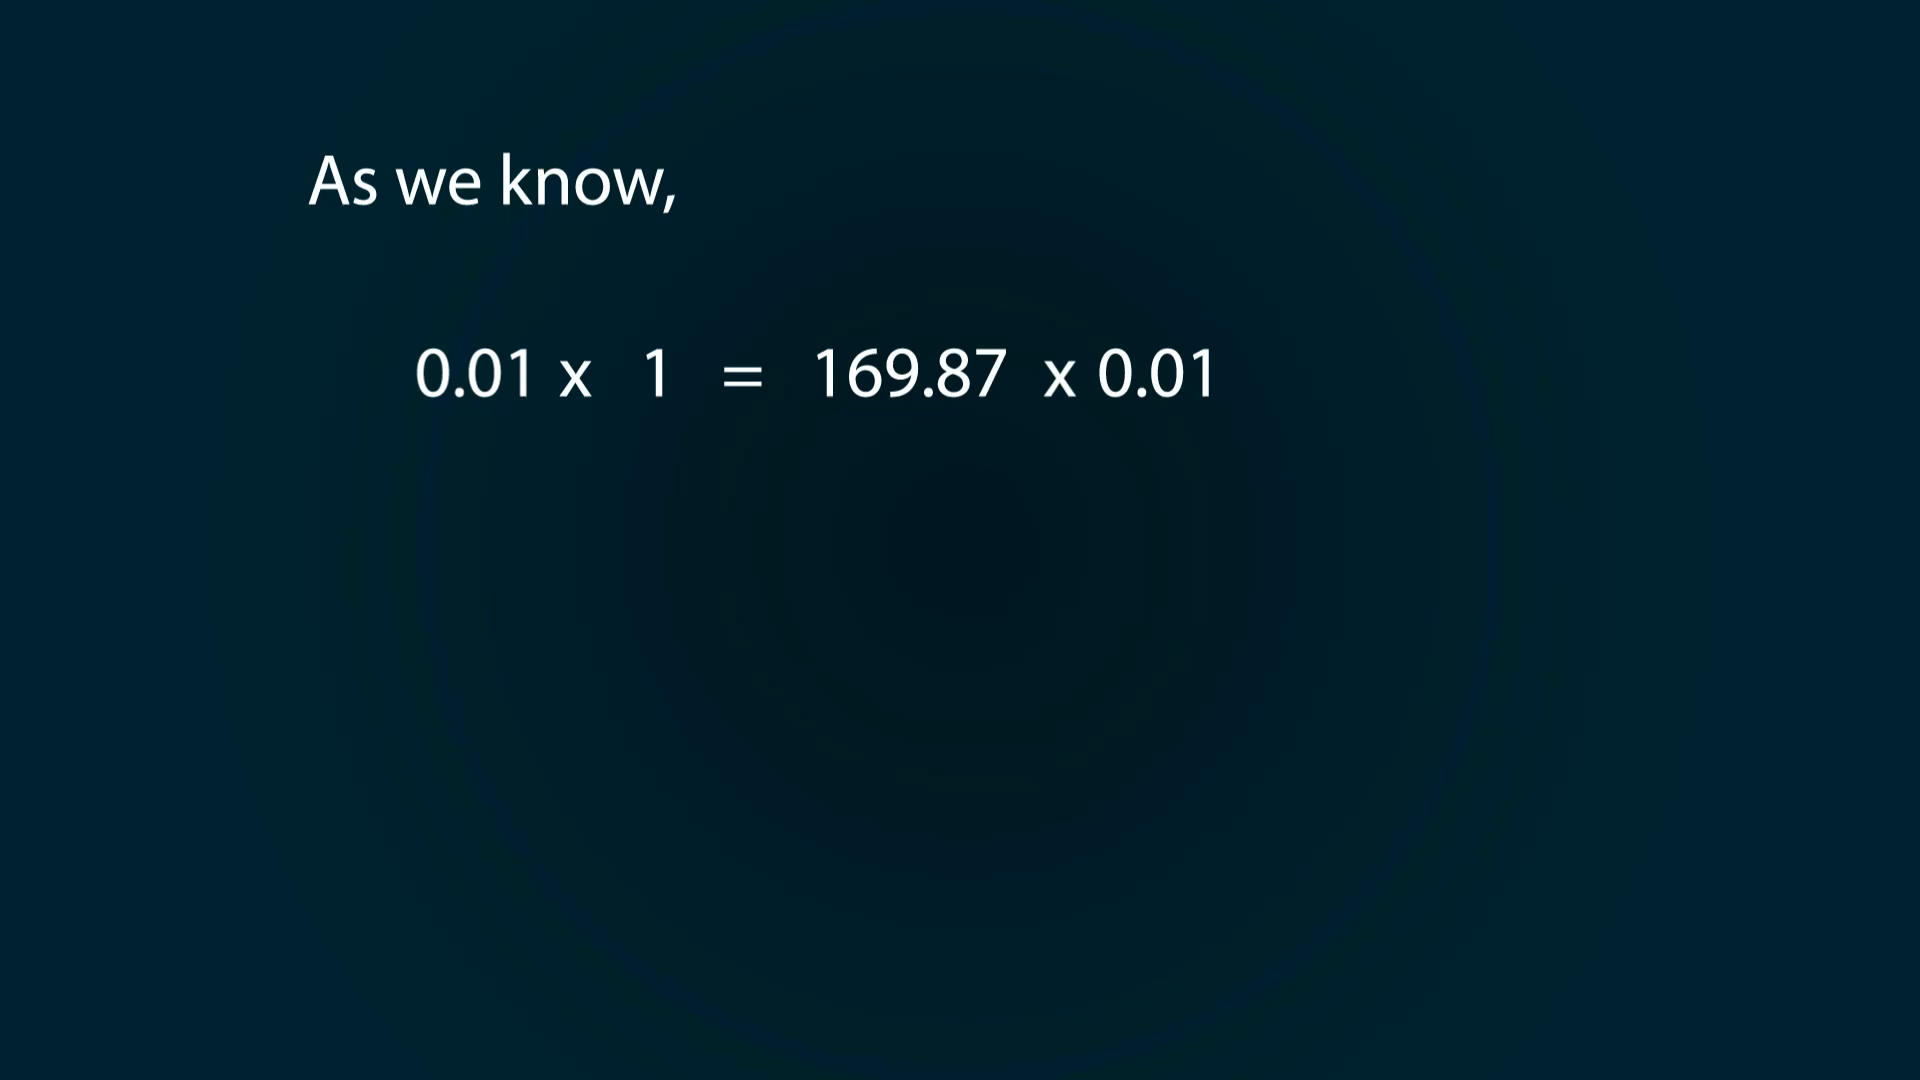 As we know,
0.01 x 1 = 169.87 x 0.01